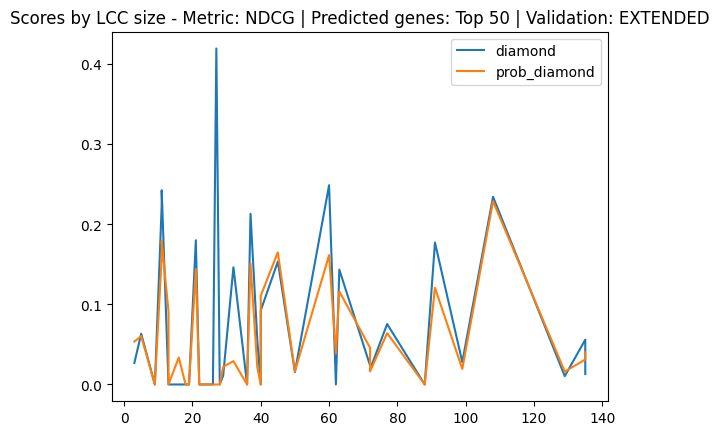 Scores by LCC size - Metric: NDCG | Predicted genes: Top 50 | Validation: EXTENDED
diamond
prob_diamond
0.4
0.3
0.2
0.1
0.0
0 20 40 60 80 100 120 140